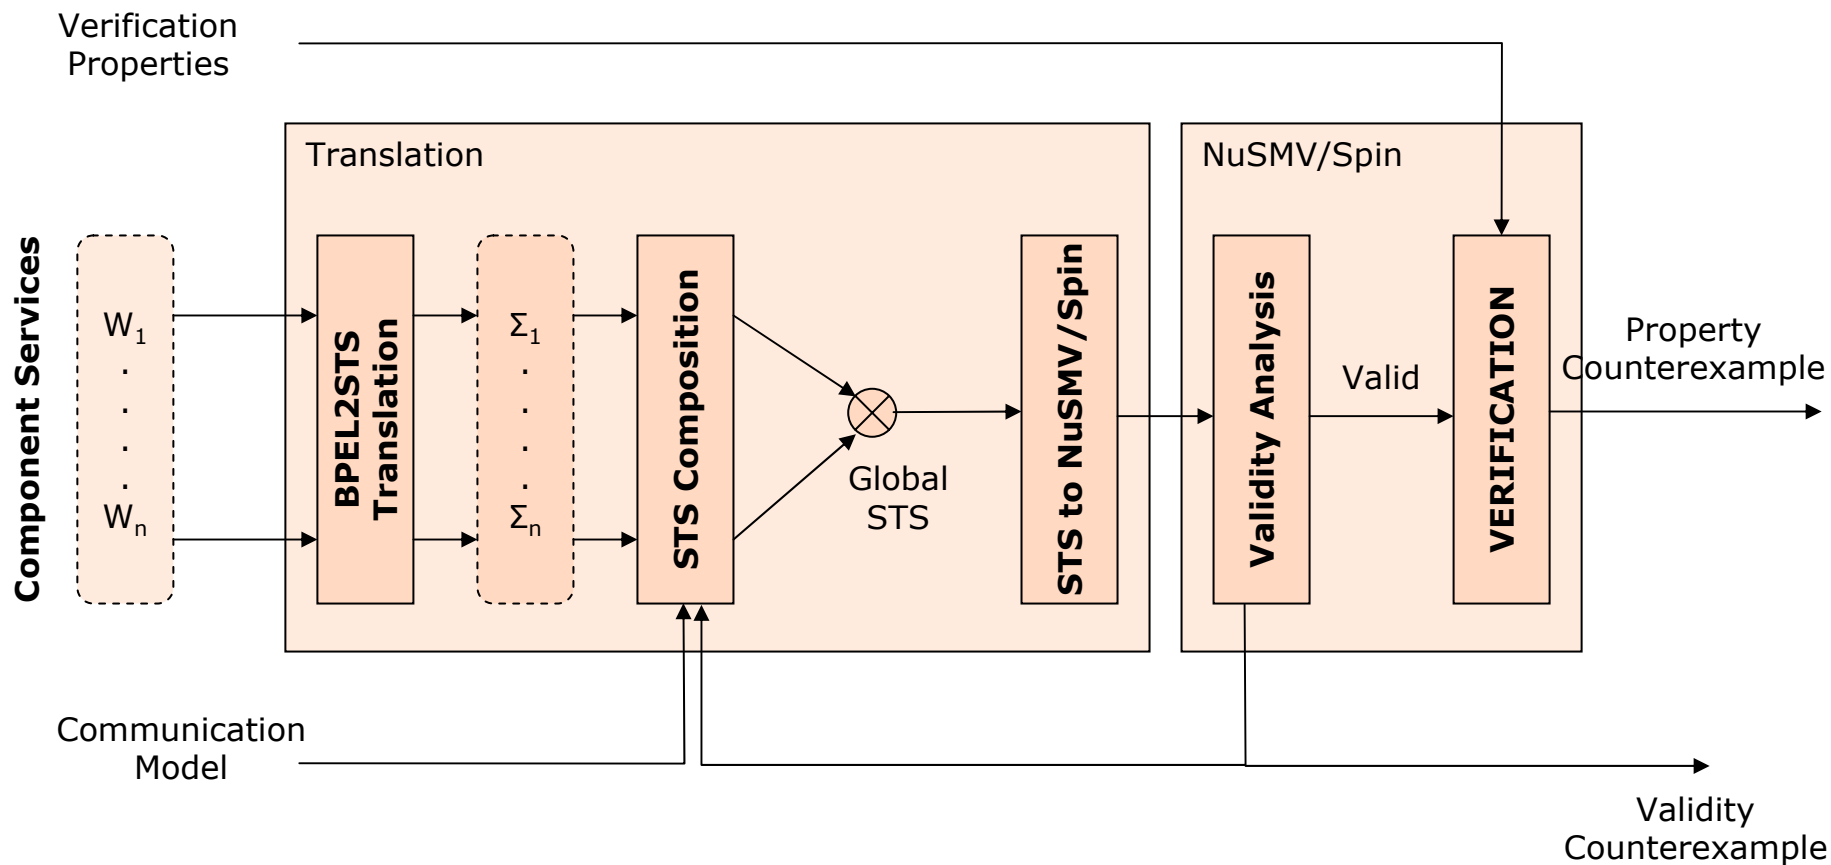 Verification
Properties
Translation
NuSMV/Spin
Component Services
W1
.
.
.
.
Wn
BPEL2STS
Translation
Σ1
.
.
.
.
Σn
STS Composition
Global
STS
STS to NuSMV/Spin
Validity Analysis
Valid
VERIFICATION
Property
Counterexample
Communication
Model
Validity
Counterexample